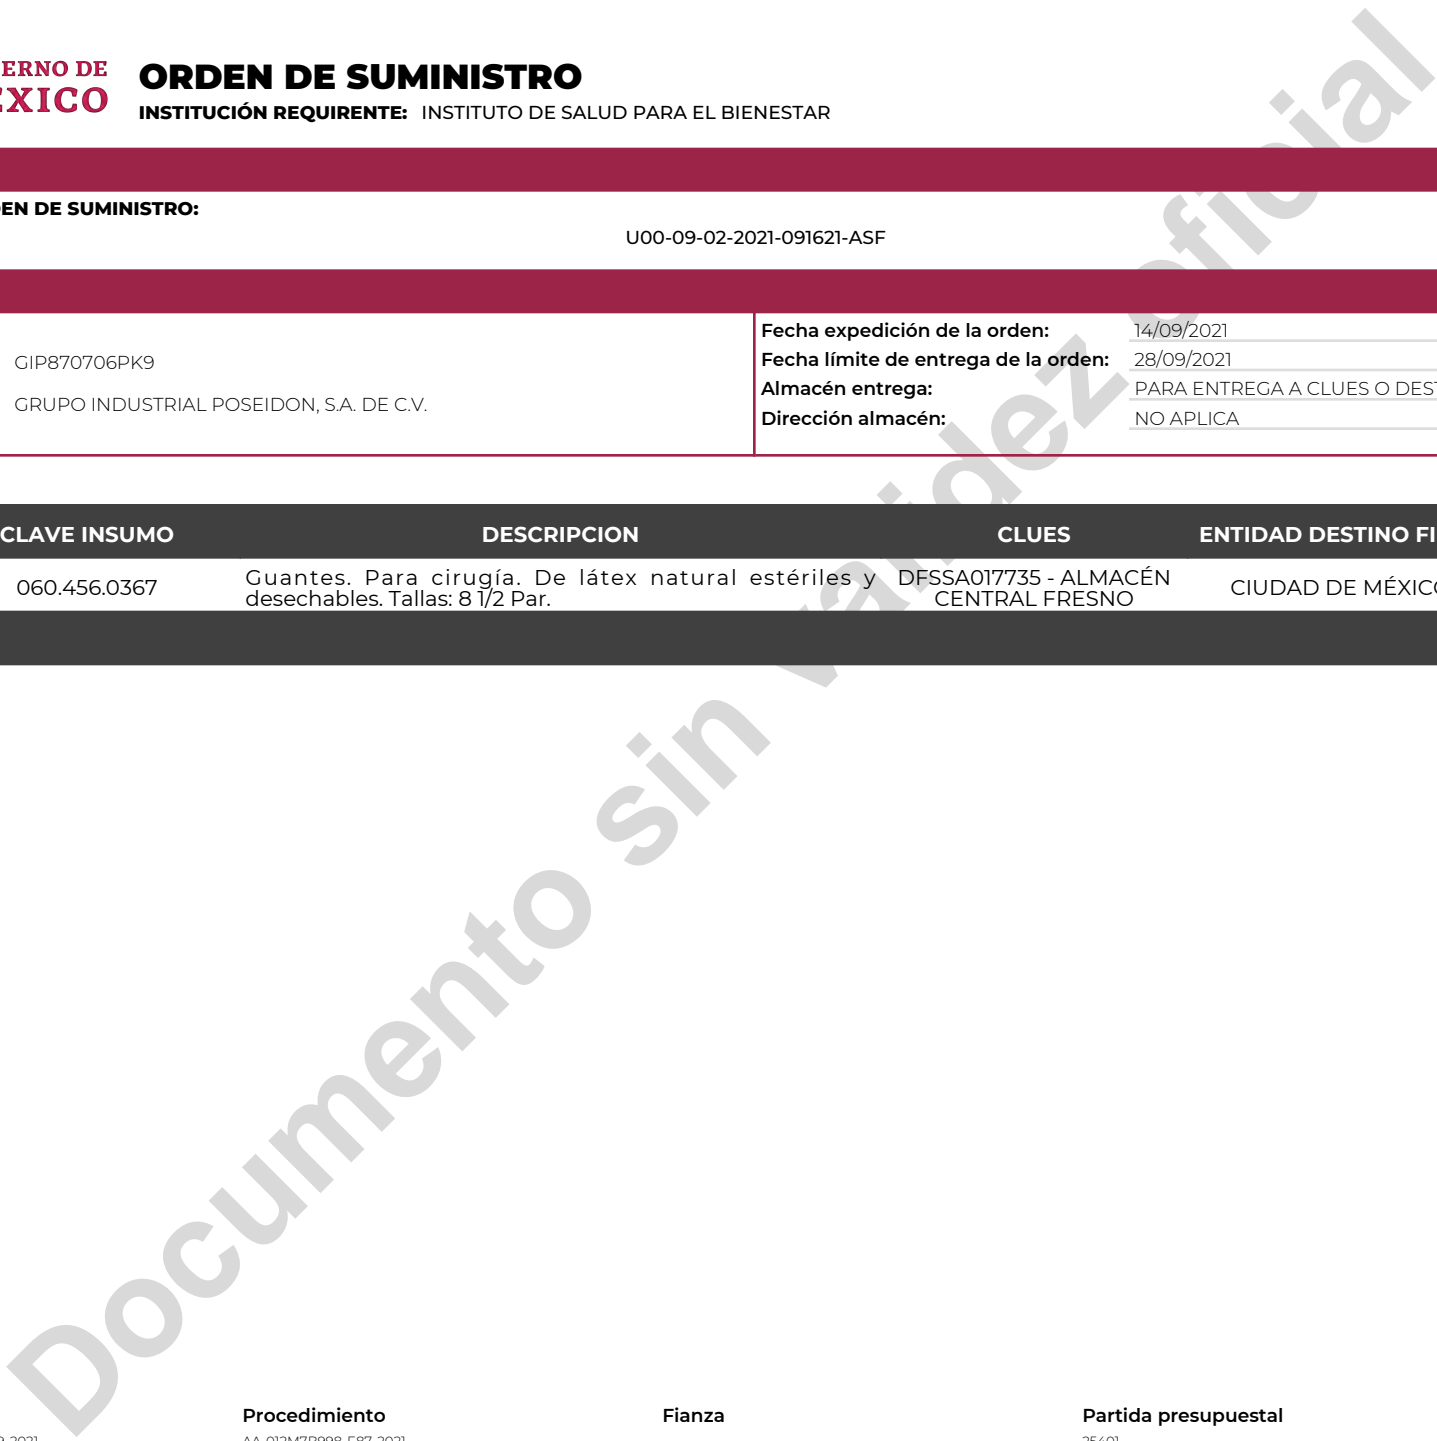 ERNO DE
ÉXICO
ORDEN DE SUMINISTRO
INSTITUCIÓN REQUIRENTE: INSTITUTO DE SALUD PARA EL BIENESTAR
EN DE SUMINISTRO:
U00-09-02-2021-091621-ASF
GIP870706PK9
GRUPO INDUSTRIAL POSEIDON, S.A. DE C.V.
Fecha expedición de la orden: 14/09/2021
Fecha límite de entrega de la orden: 28/09/2021
Almacén entrega: PARA ENTREGA A CLUES O DEST
Dirección almacén: NO APLICA
CLAVE INSUMO DESCRIPCION CLUES ENTIDAD DESTINO FI
060.456.0367 Guantes. Para cirugía. De látex natural estériles y desechables. Tallas: 8 1/2 Par. DFSSA017735 - ALMACÉN CENTRAL FRESNO CIUDAD DE MÉXICO
Documento sin validez oficial
Procedimiento Fianza Partida presupuestal